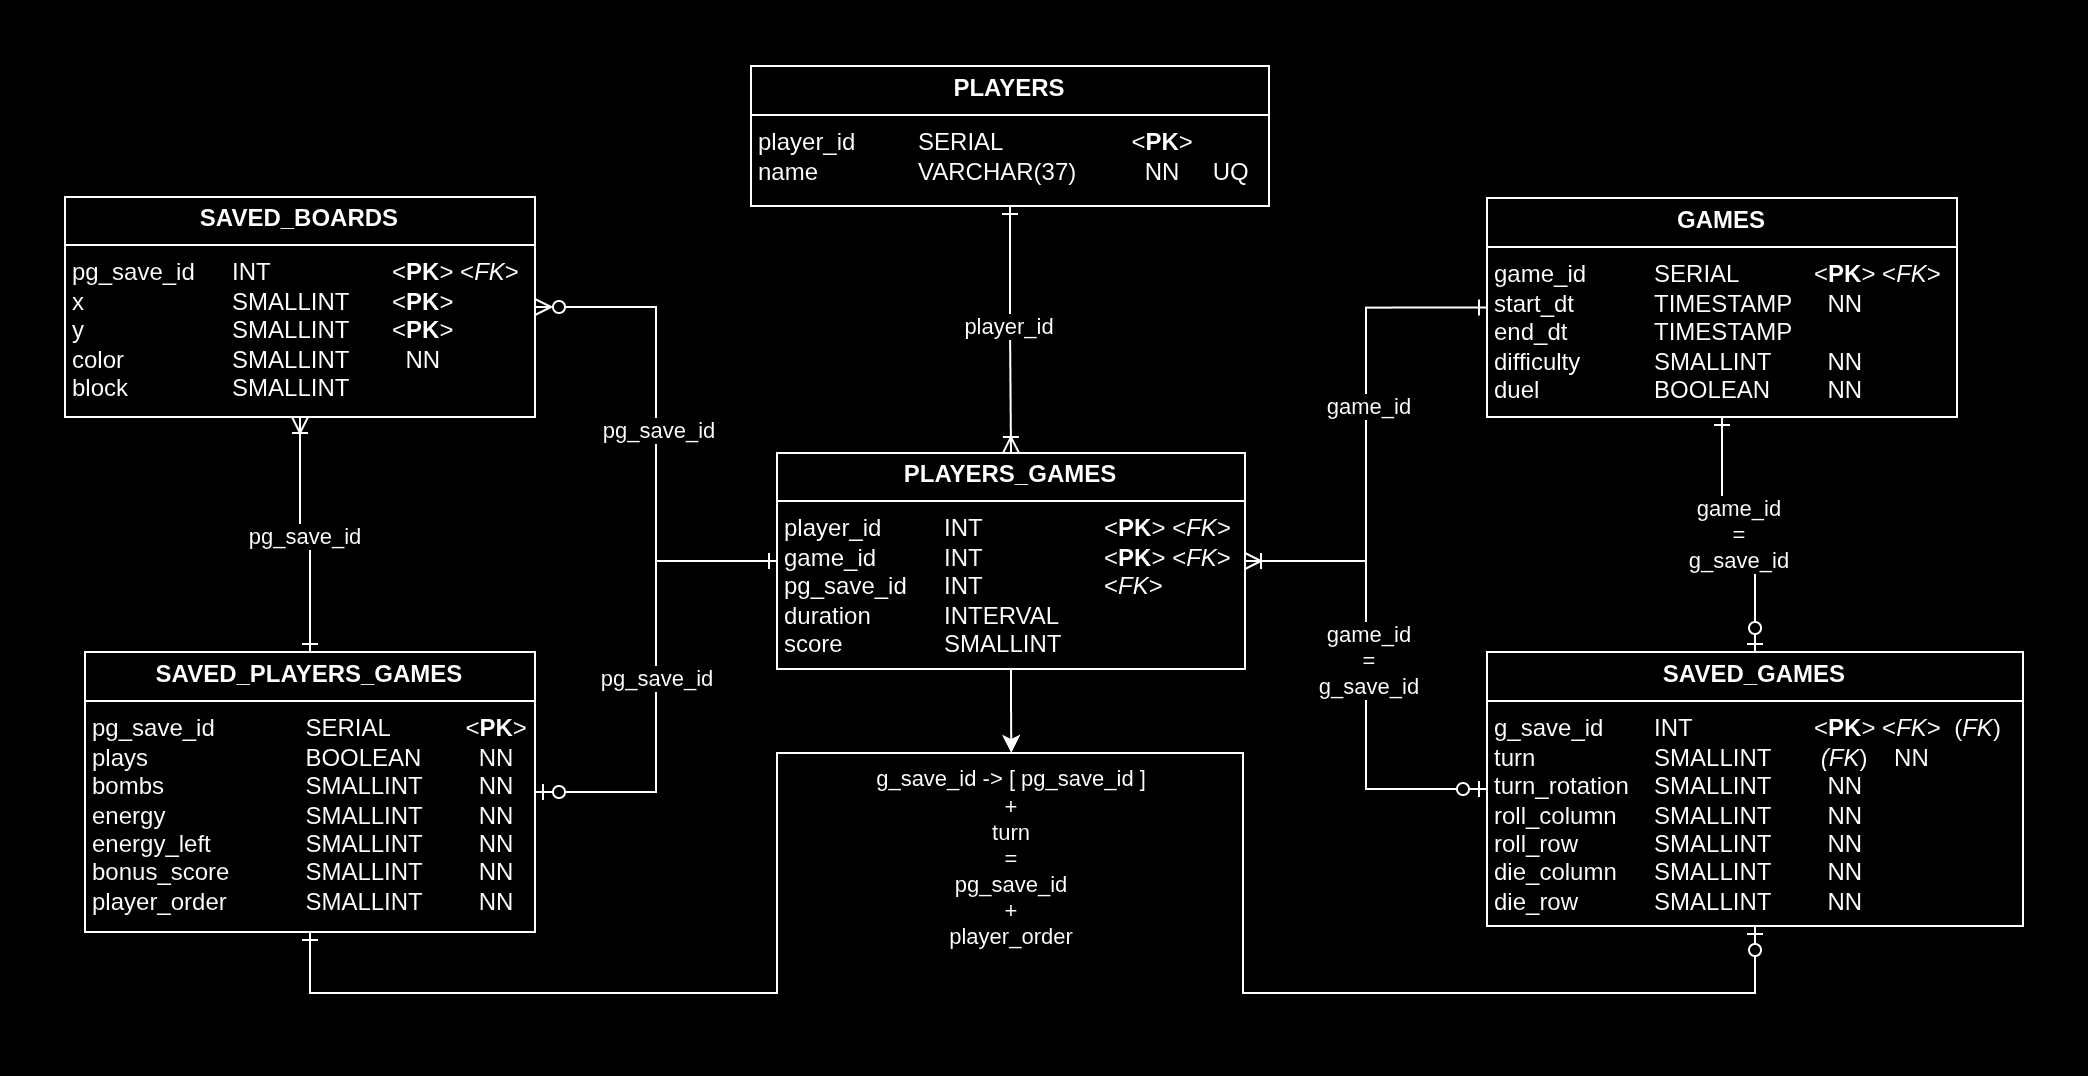 PLAYERS
player_id SERIAL <PK>
name VARCHAR(37) NN UQ
SAVED_BOARDS
pg_save_id INT <PK> <FK>
x SMALLINT <PK>
y SMALLINT <PK>
color SMALLINT NN
block SMALLINT
GAMES
game_id SERIAL <PK> <FK>
start_dt TIMESTAMP NN
end_dt TIMESTAMP
difficulty SMALLINT NN
duel BOOLEAN NN
player_id
game_id
pg_save_id
PLAYERS_GAMES
player_id INT <PK> <FK>
game_id INT <PK> <FK>
pg_save_id INT <FK>
duration INTERVAL
score SMALLINT
pg_save_id
game_id
=
g_save_id
pg_save_id
game_id
=
g_save_id
SAVED_PLAYERS_GAMES
pg_save_id SERIAL <PK>
plays BOOLEAN NN
bombs SMALLINT NN
energy SMALLINT NN
energy_left SMALLINT NN
bonus_score SMALLINT NN
player_order SMALLINT NN
SAVED_GAMES
g_save_id INT <PK> <FK> (FK)
turn SMALLINT (FK) NN
turn_rotation SMALLINT NN
roll_column SMALLINT NN
roll_row SMALLINT NN
die_column SMALLINT NN
die_row SMALLINT NN
g_save_id -> [ pg_save_id ]
+
turn
=
pg_save_id
+
player_order